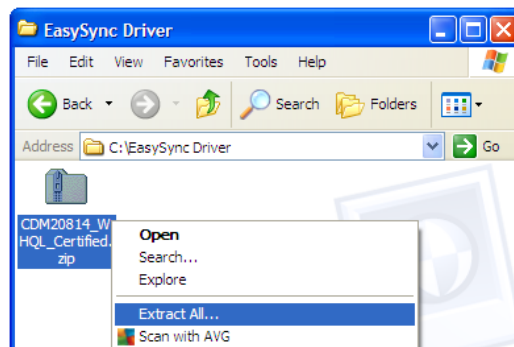 EasySync Driver
File Edit View Favorites Tools Help
Back Search Folders
Address C:\EasySync Driver Go
CDM20814_W
HQL_Certified.
zip
Open
Search...
Explore
Extract All...
Scan with AVG